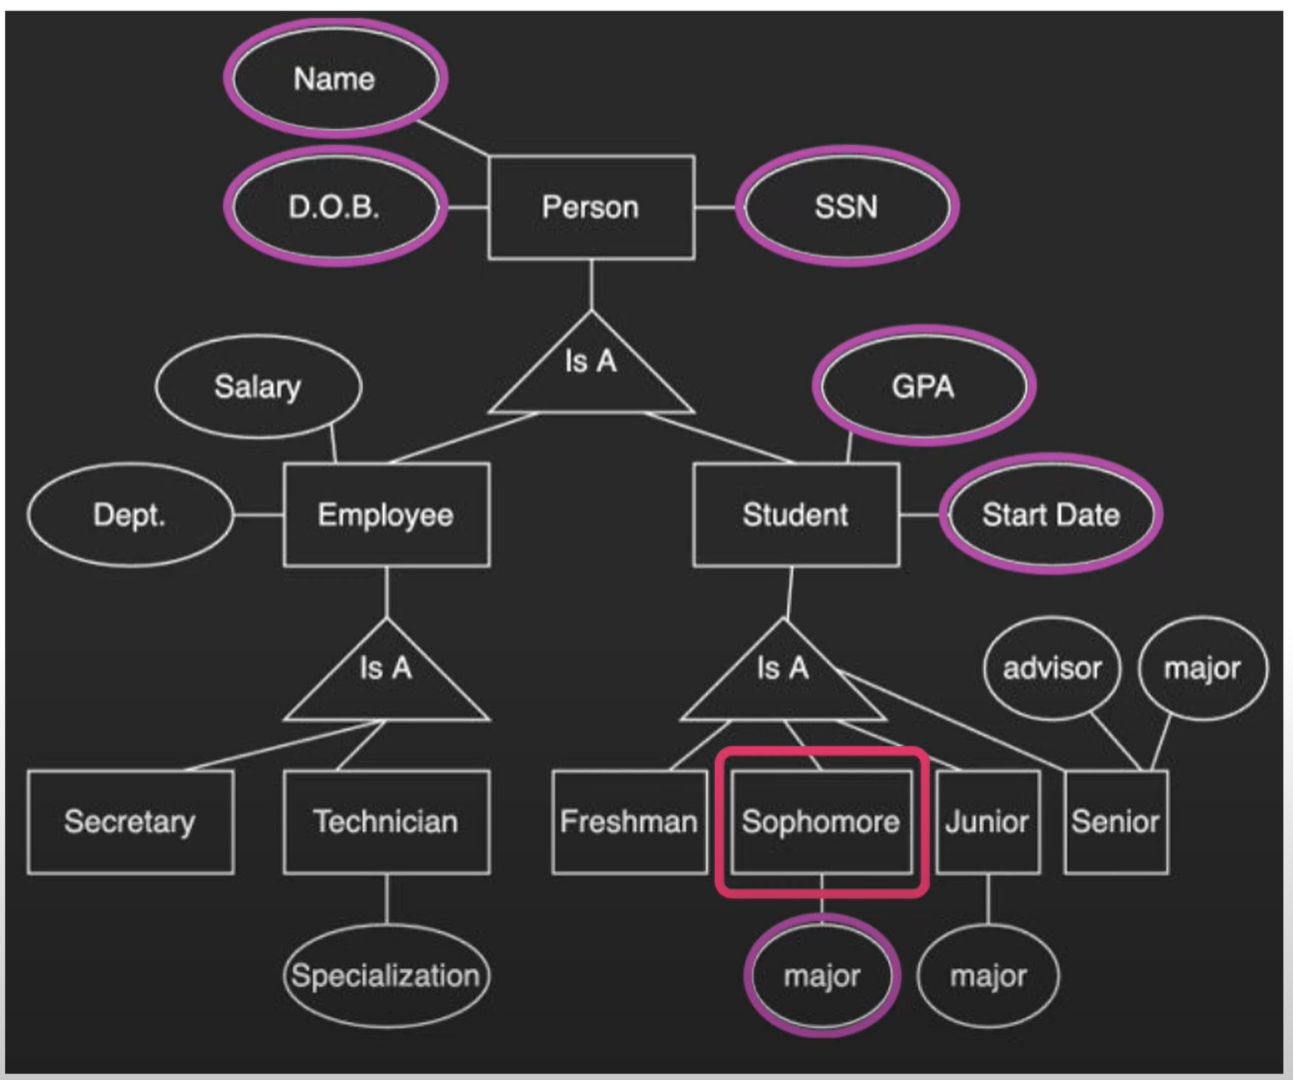 Name
D.O.B.
Person
SSN
Is A
Salary
GPA
Dept.
Employee
Student
Start Date
Is A
Is A
advisor
major
Secretary
Technician
Freshman
Sophomore
Junior
Senior
Specialization
major
major